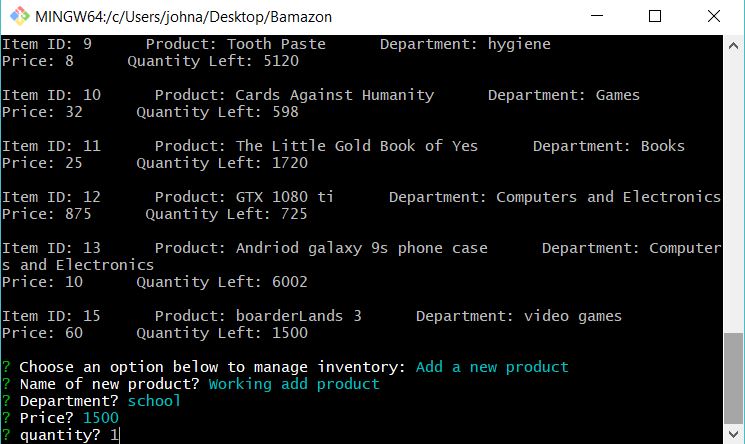 MINGW64:/c/Users/johna/Desktop/Bamazon
Item ID: 9      Product: Tooth Paste      Department: hygiene
Price: 8      Quantity Left: 5120
Item ID: 10      Product: Cards Against Humanity      Department: Games
Price: 32      Quantity Left: 598
Item ID: 11      Product: The Little Gold Book of Yes      Department: Books
Price: 25      Quantity Left: 1720
Item ID: 12      Product: GTX 1080 ti      Department: Computers and Electronics
Price: 875      Quantity Left: 725
Item ID: 13      Product: Andriod galaxy 9s phone case      Department: Computer
s and Electronics
Price: 10      Quantity Left: 6002
Item ID: 15      Product: boarderLands 3      Department: video games
Price: 60      Quantity Left: 1500
? Choose an option below to manage inventory: Add a new product
? Name of new product? Working add product
? Department? school
? Price? 1500
? quantity? 1